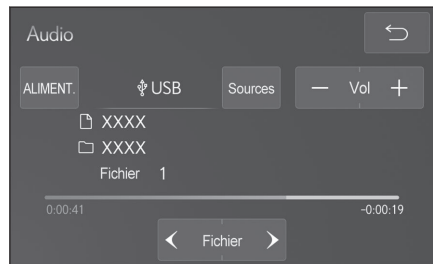 Audio
ALIMENT. USB Sources − Vol +
XXXX
XXXX
Fichier 1
0:00:41 -0:00:19
Fichier